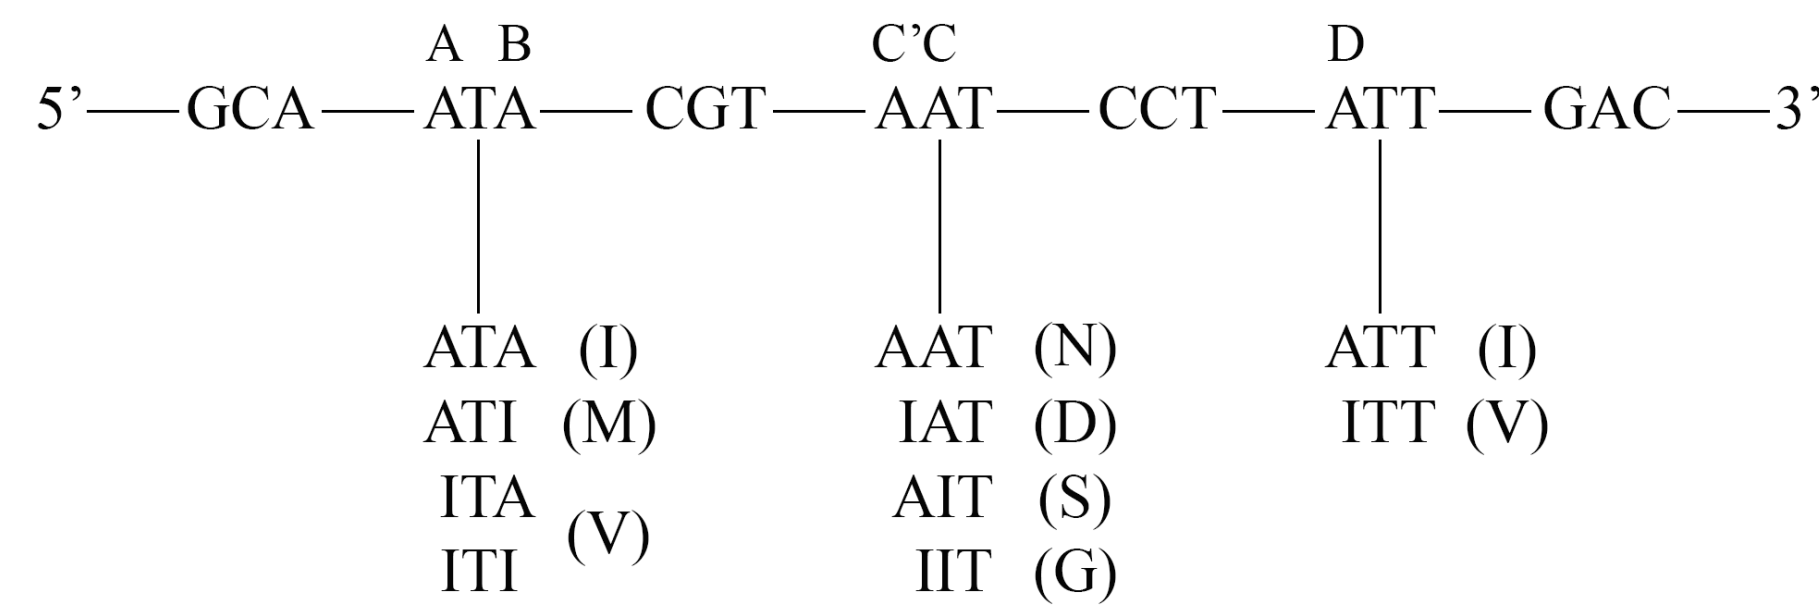 A B C’C D
5’ GCA ATA CGT AAT CCT ATT GAC 3’
ATA (I) AAT (N) ATT (I)
ATI (M) IAT (D) ITT (V)
ITA AIT (S)
(V)
ITI IIT (G)